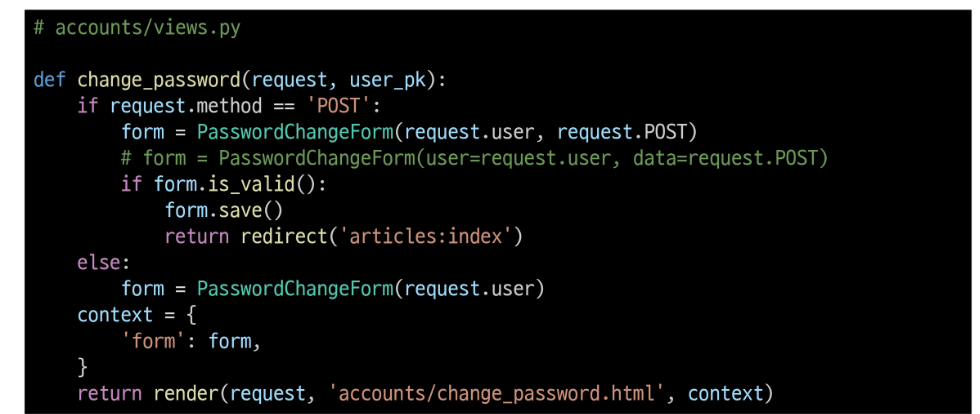 # accounts/views.py
def change_password(request, user_pk):
    if request.method == 'POST':
        form = PasswordChangeForm(request.user, request.POST)
        # form = PasswordChangeForm(user=request.user, data=request.POST)
        if form.is_valid():
            form.save()
            return redirect('articles:index')
    else:
        form = PasswordChangeForm(request.user)
    context = {
        'form': form,
    }
    return render(request, 'accounts/change_password.html', context)